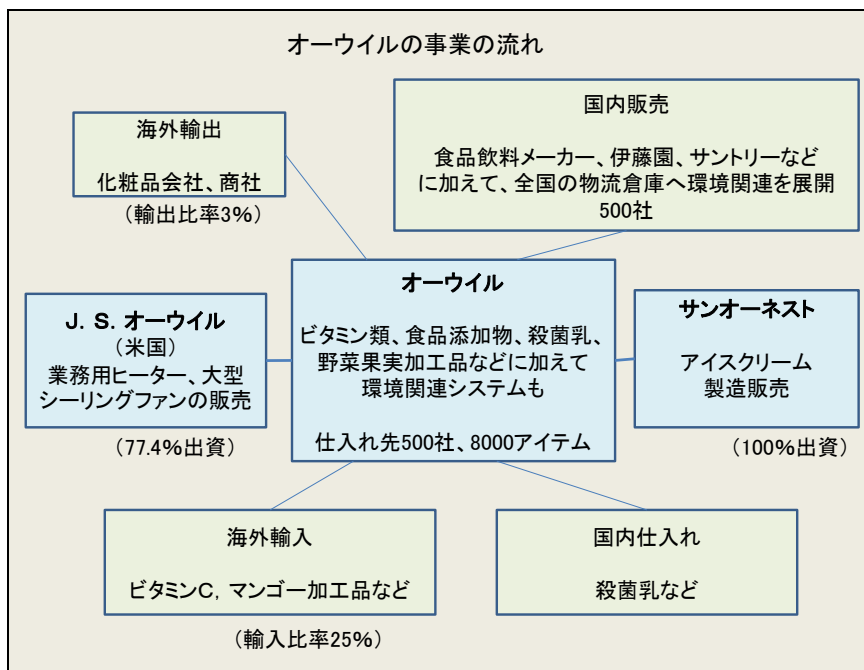 オーウイルの事業の流れ
海外輸出
化粧品会社、商社
（輸出比率3%）
国内販売
食品飲料メーカー、伊藤園、サントリーなど
に加えて、全国の物流倉庫へ環境関連を展開
500社
J．S．オーウイル
（米国）
業務用ヒーター、大型
シーリングファンの販売
（77.4%出資）
オーウイル
ビタミン類、食品添加物、殺菌乳、
野菜果実加工品などに加えて
環境関連システムも
仕入れ先500社、8000アイテム
サンオーネスト
アイスクリーム
製造販売
（100%出資）
海外輸入
ビタミンC，マンゴー加工品など
（輸入比率25%）
国内仕入れ
殺菌乳など